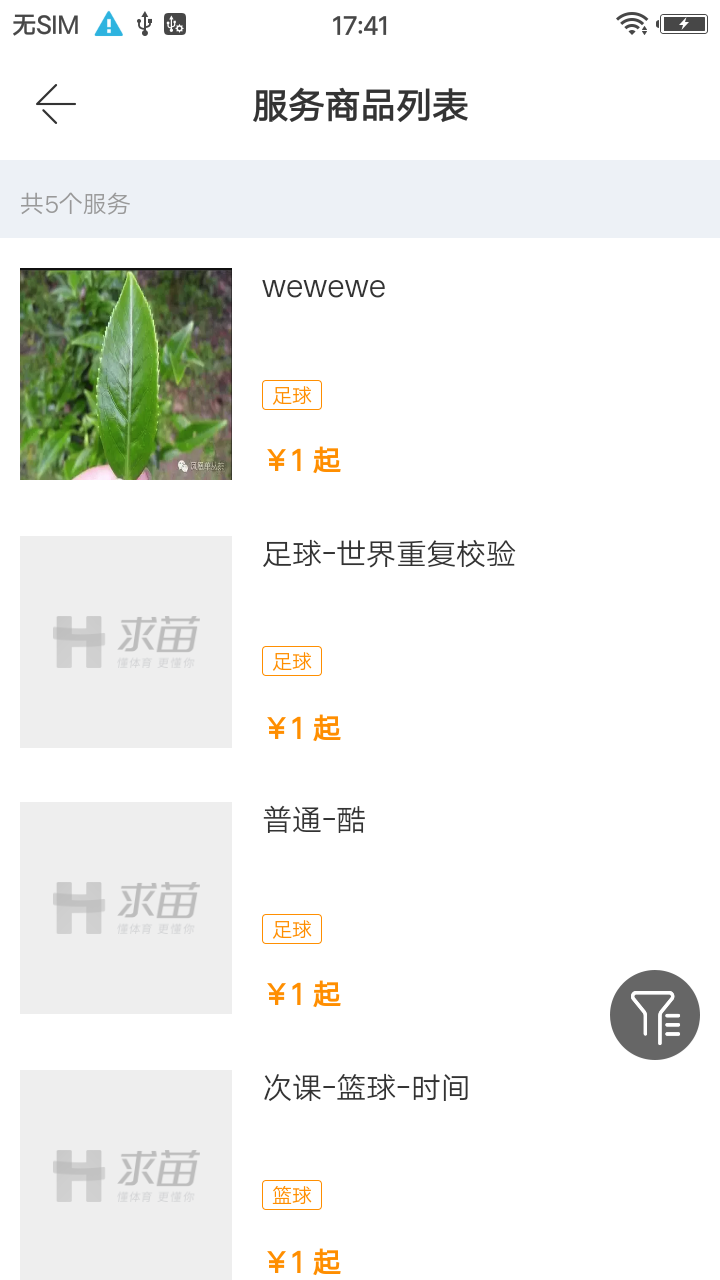 无SIM
17:41
服务商品列表
共5个服务
wewewe
足球
¥1 起
足球-世界重复校验
求苗
懂体育 更懂你
足球
¥1 起
普通-酷
求苗
懂体育 更懂你
足球
¥1 起
次课-篮球-时间
求苗
懂体育 更懂你
篮球
¥1 起